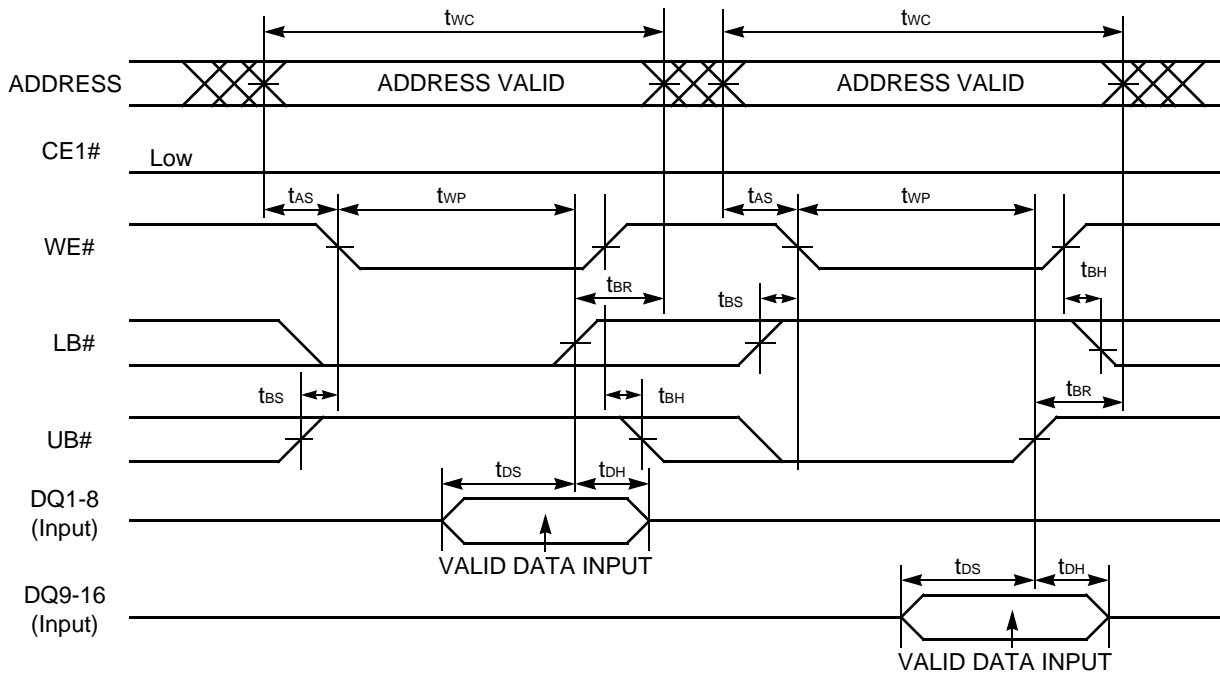 tWC tWC
ADDRESS ADDRESS VALID ADDRESS VALID
CE1# Low
tAS tWP tAS tWP
WE#
tBR tBS tBH
LB#
tBS tBH tBR
UB#
tDS tDH
DQ1-8
(Input)
VALID DATA INPUT
tDS tDH
DQ9-16
(Input)
VALID DATA INPUT